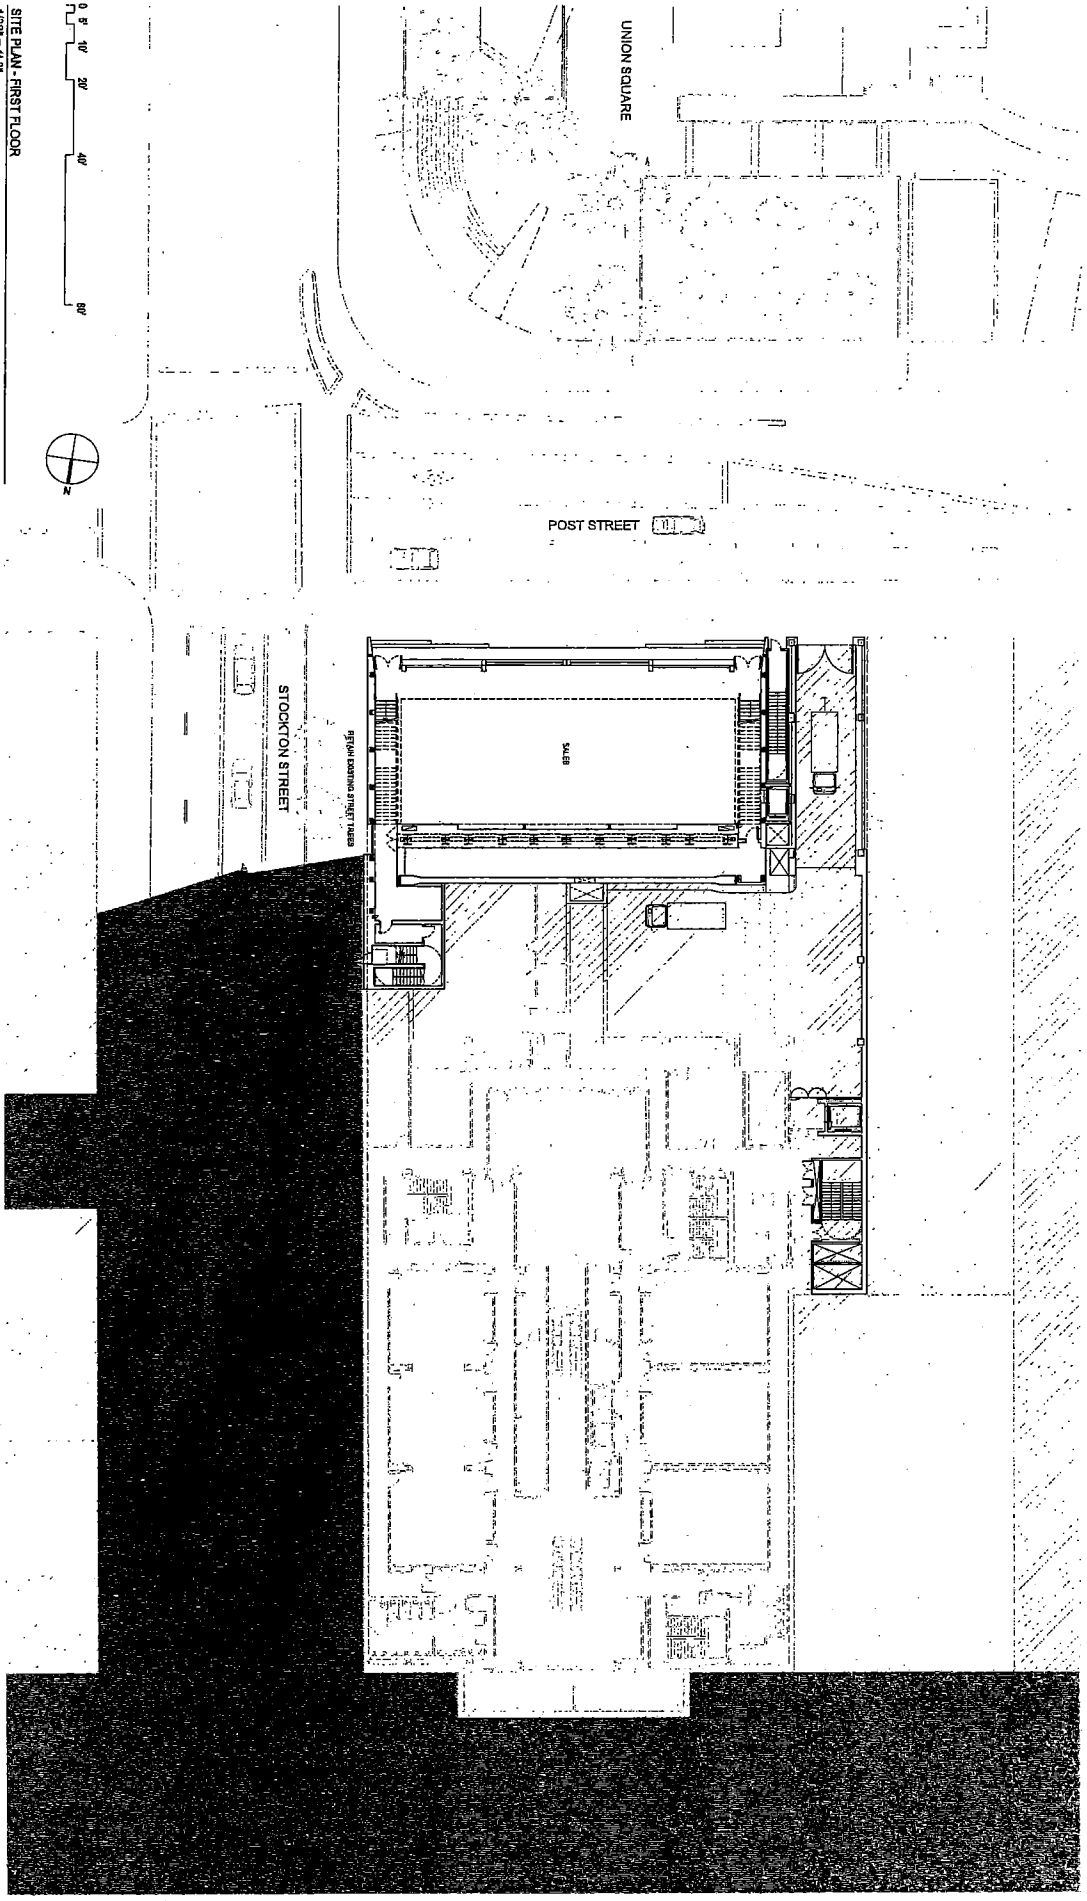 UNION SQUARE
0 5' 10' 20' 40' 80'
SITE PLAN - FIRST FLOOR
N
POST STREET
STOCKTON STREET
RETAIN EXISTING STREET TREES
SALES